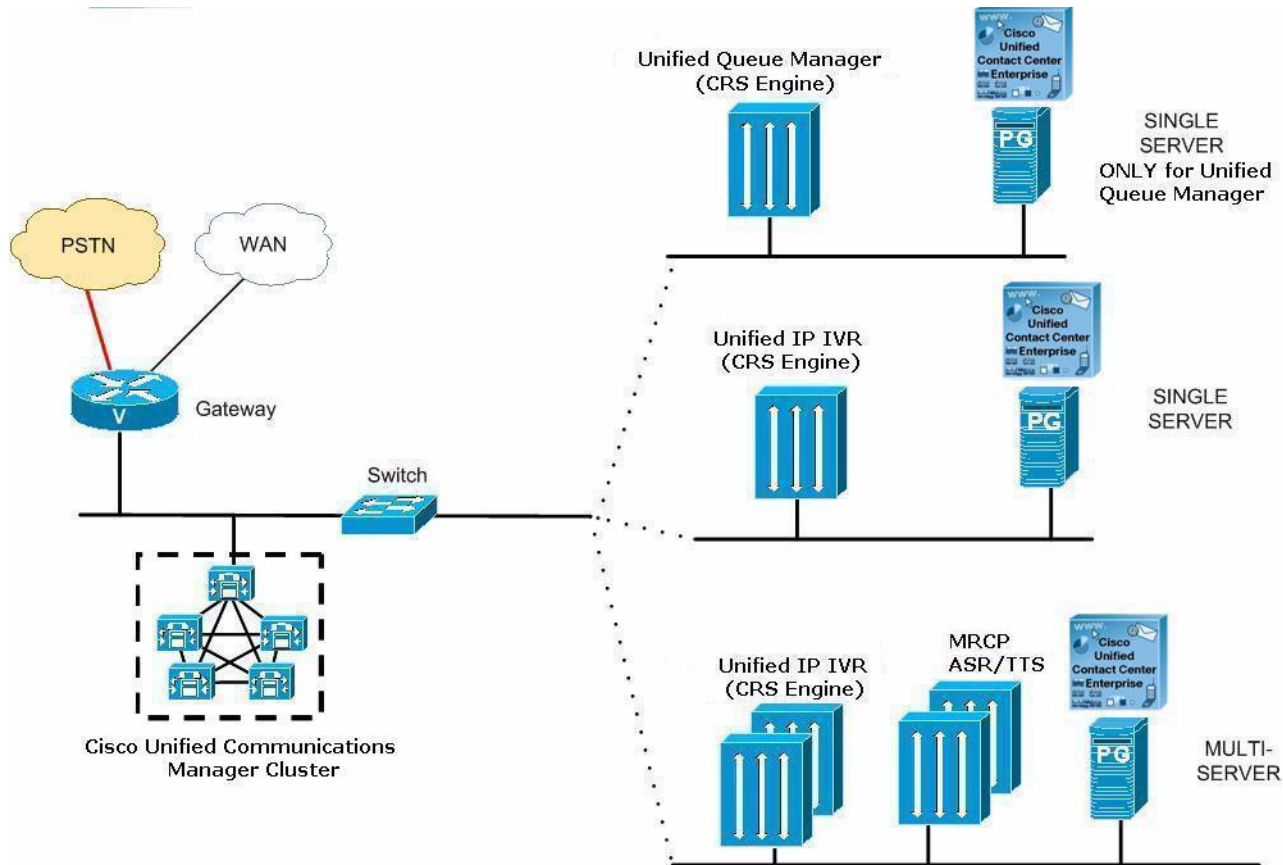 Unified Queue Manager
(CRS Engine)
www.
Cisco
Unified
Contact Center
Enterprise
PG
SINGLE
SERVER
ONLY for Unified
Queue Manager
PSTN
WAN
V
Gateway
Switch
Unified IP IVR
(CRS Engine)
www.
Cisco
Unified
Contact Center
Enterprise
PG
SINGLE
SERVER
Cisco Unified Communications
Manager Cluster
Unified IP IVR
(CRS Engine)
MRCP
ASR/TTS
www.
Cisco
Unified
Contact Center
Enterprise
PG
MULTI-
SERVER